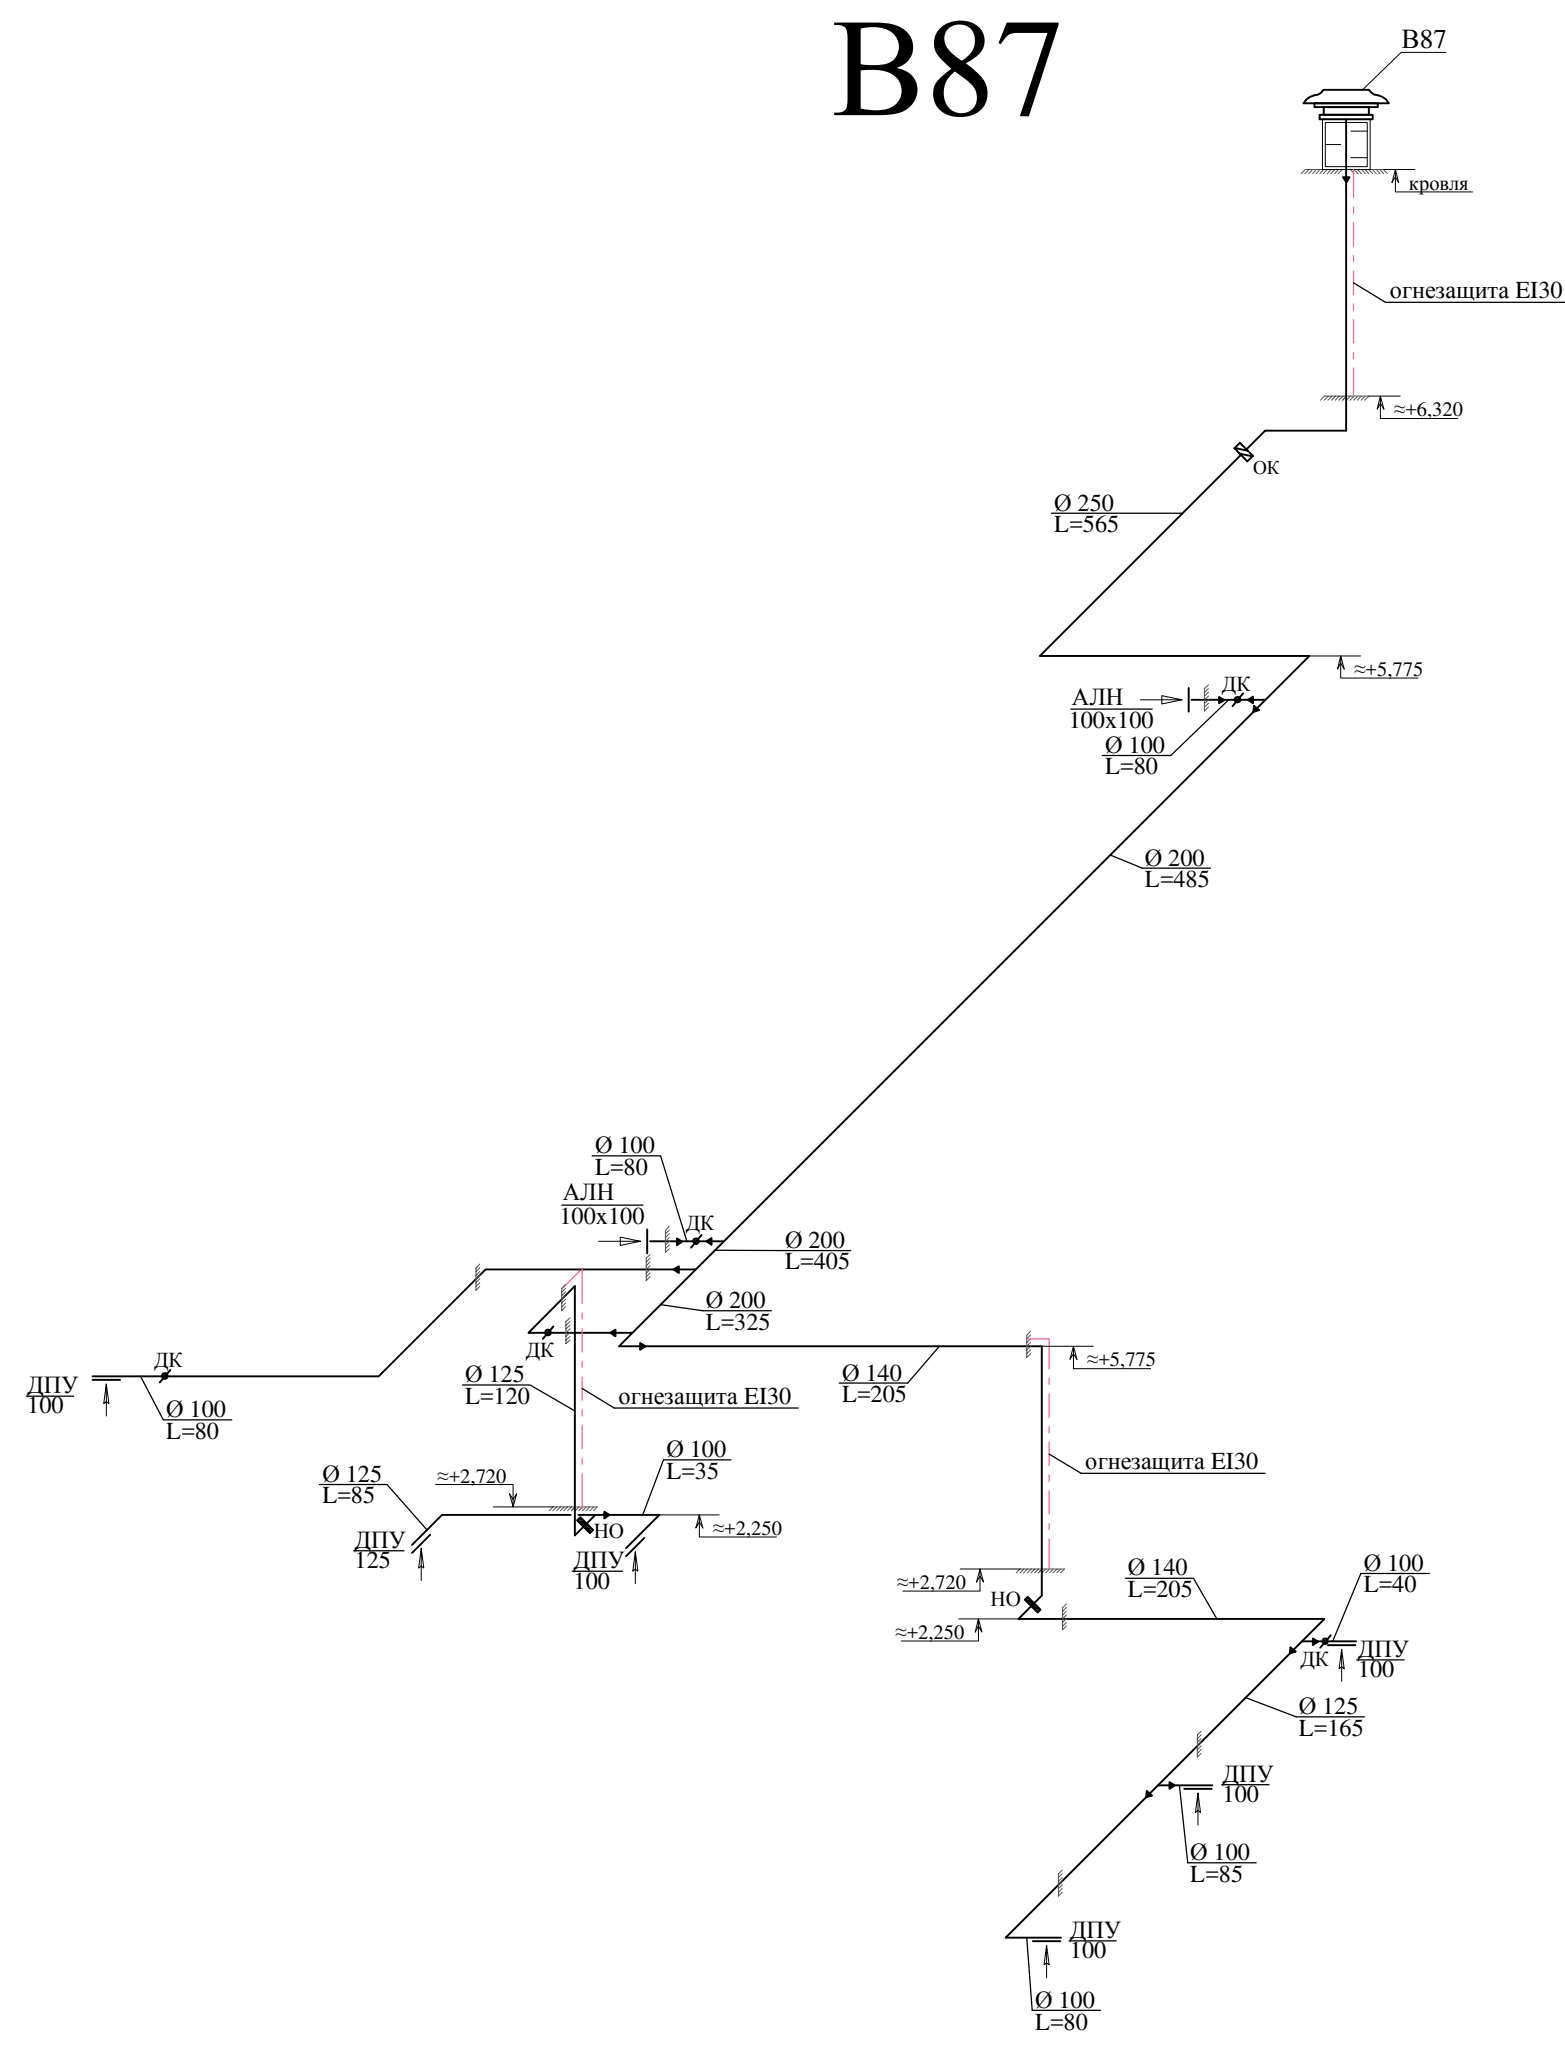 В87
В87
кровля
огнезащита EI30
≈+6,320
ОК
Ø 250
L=565
≈+5,775
ДК
АЛН
100х100
Ø 100
L=80
Ø 200
L=485
Ø 100
L=80
АЛН
100х100
ДК
Ø 200
L=405
Ø 200
L=325
ДК
ДК
ДПУ
100
Ø 100
L=80
Ø 125
L=120
огнезащита EI30
Ø 140
L=205
≈+5,775
огнезащита EI30
Ø 125
L=85
≈+2,720
Ø 100
L=35
≈+2,250
НО
ДПУ
125
ДПУ
100
≈+2,720
НО
≈+2,250
Ø 140
L=205
Ø 100
L=40
ДК
ДПУ
100
Ø 125
L=165
ДПУ
100
Ø 100
L=85
ДПУ
100
Ø 100
L=80